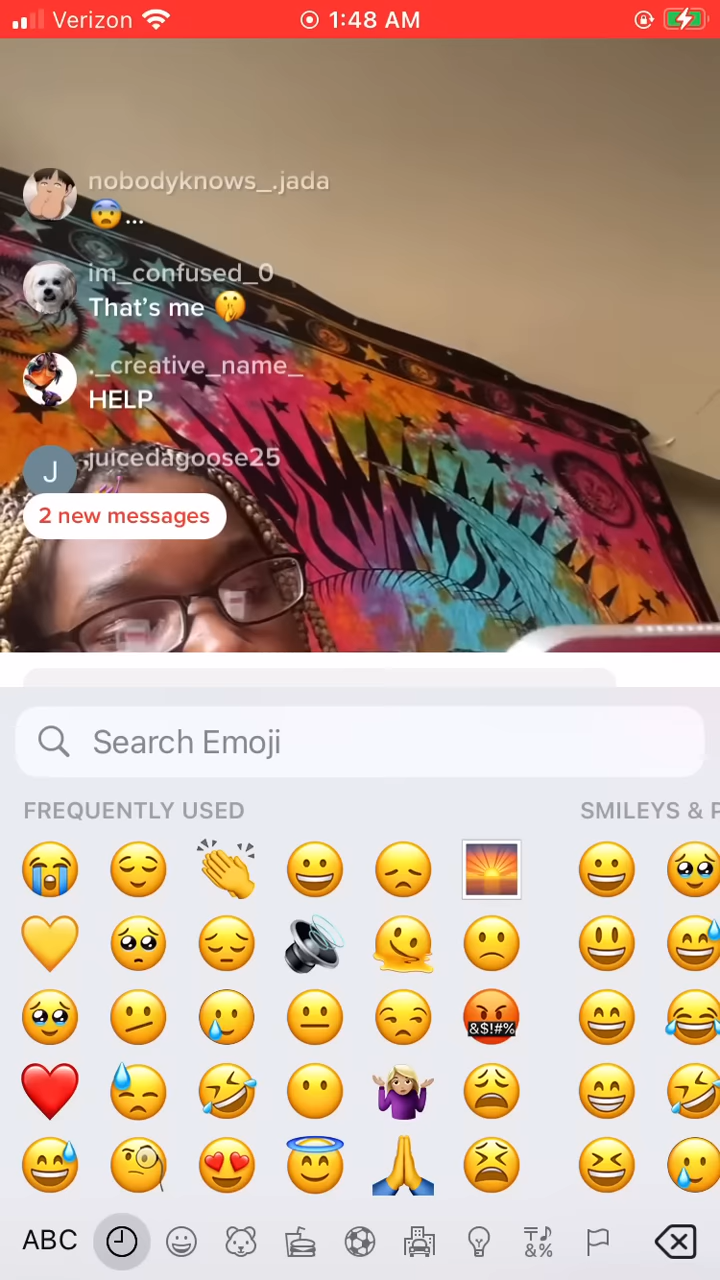 Verizon 1:48 AM
nobodyknows_.jada
😨...
im_confused_0
That's me 🤫
._creative_name_
HELP
J juicedagoose25
2 new messages
Search Emoji
FREQUENTLY USED SMILEYS & P
&$!#%
ABC